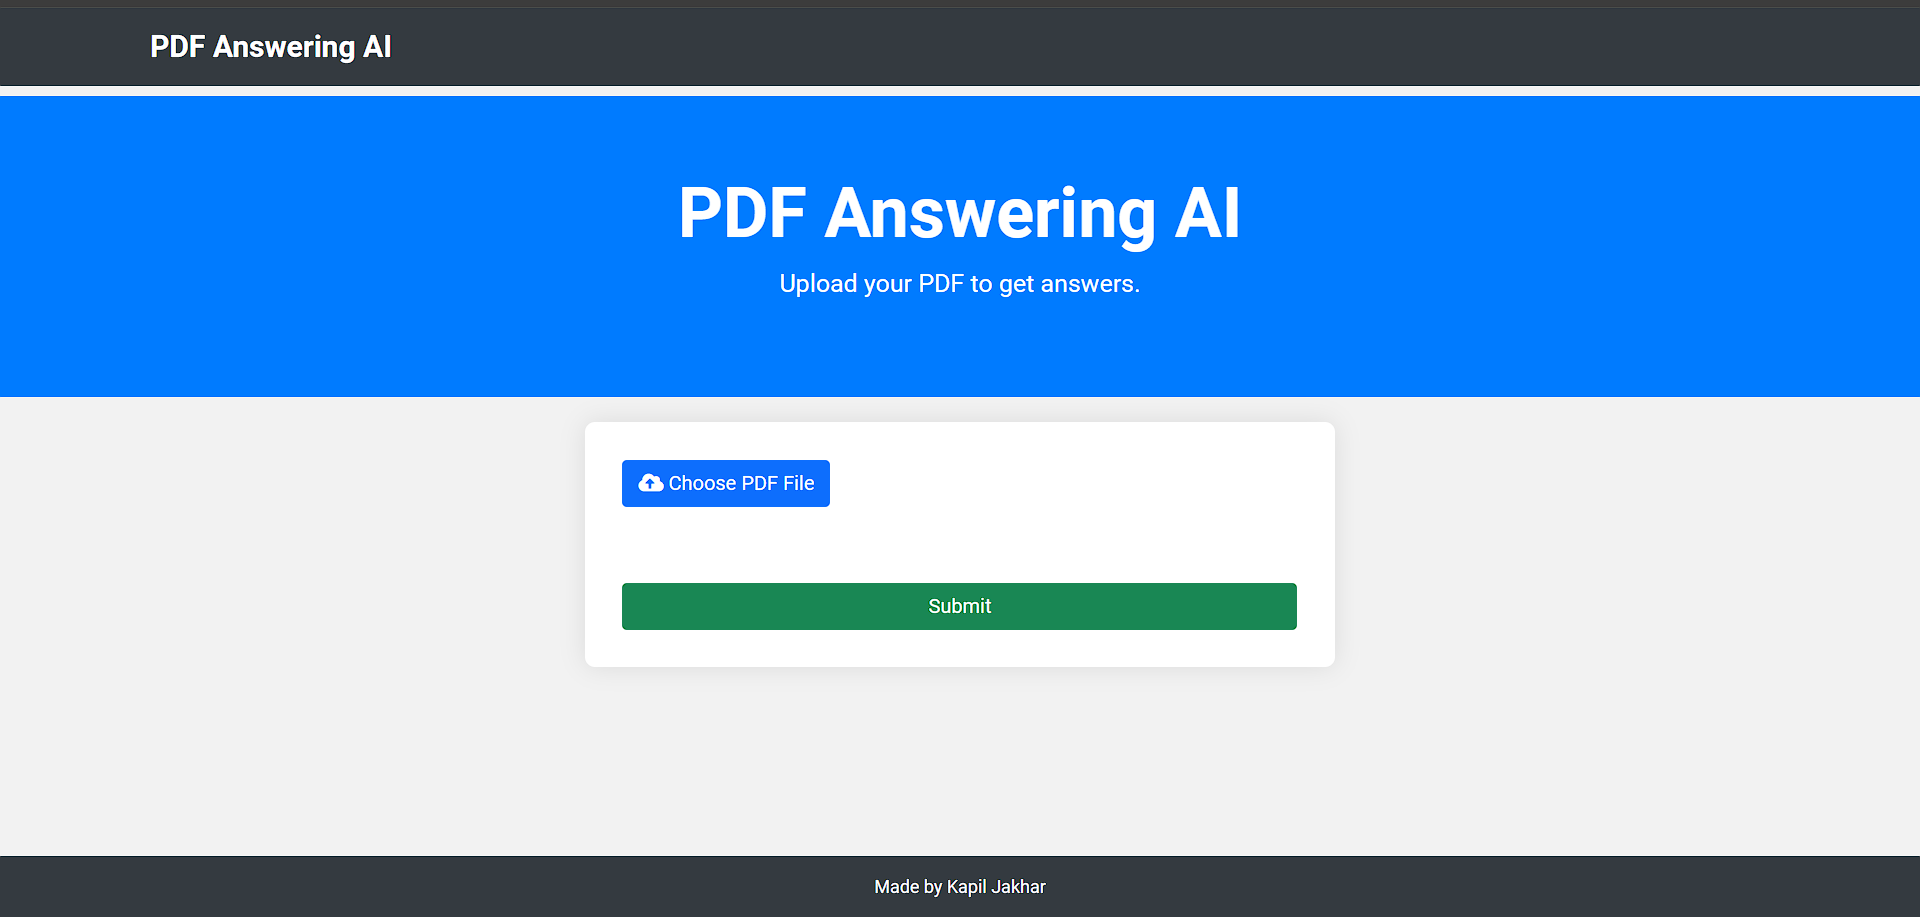 PDF Answering AI
PDF Answering AI
Upload your PDF to get answers.
Choose PDF File
Submit
Made by Kapil Jakhar